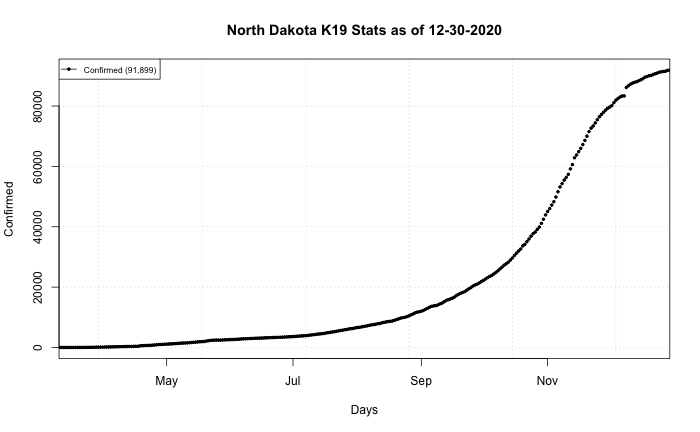 North Dakota K19 Stats as of 12-30-2020
Confirmed (91,899)
80000
60000
40000
20000
0
Confirmed
May Jul Sep Nov
Days